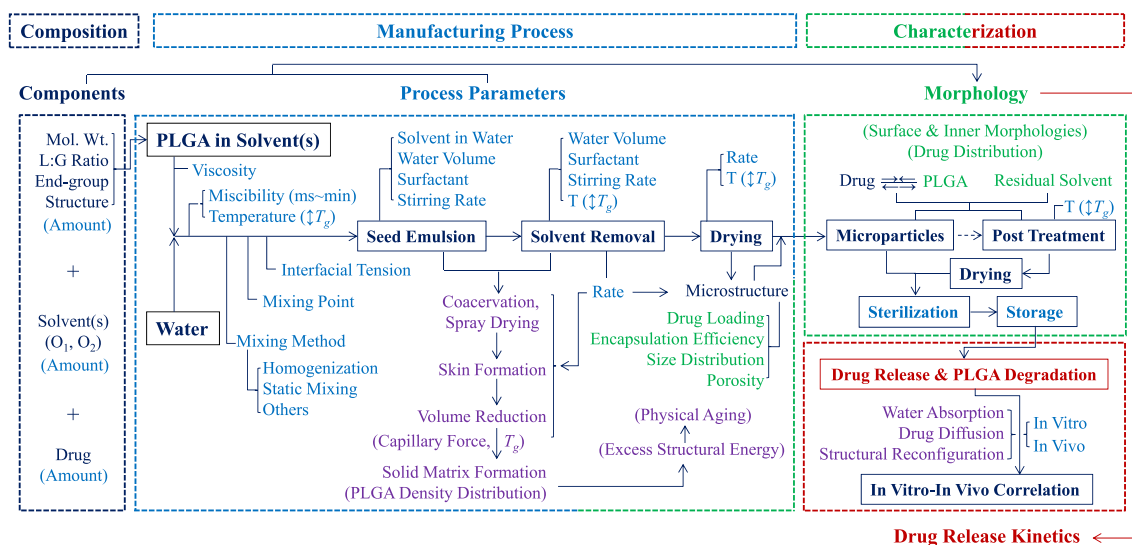 Composition
Manufacturing Process
Characterization
Components
Process Parameters
Morphology
Mol. Wt.
L:G Ratio
End-group
Structure
(Amount)
+
Solvent(s)
(O₁, O₂)
(Amount)
+
Drug
(Amount)
PLGA in Solvent(s)
Viscosity
Miscibility (ms~min)
Temperature (↕Tg)
Water
Interfacial Tension
Mixing Point
Mixing Method
Homogenization
Static Mixing
Others
Solvent in Water
Water Volume
Surfactant
Stirring Rate
Seed Emulsion
Water Volume
Surfactant
Stirring Rate
T (↕Tg)
Solvent Removal
Rate
T (↕Tg)
Drying
Coacervation,
Spray Drying
Skin Formation
Volume Reduction
(Capillary Force, Tg)
Solid Matrix Formation
(PLGA Density Distribution)
Rate
Microstructure
Drug Loading
Encapsulation Efficiency
Size Distribution
Porosity
(Physical Aging)
(Excess Structural Energy)
(Surface & Inner Morphologies)
(Drug Distribution)
Drug PLGA
Residual Solvent
T (↕Tg)
Microparticles
Post Treatment
Drying
Sterilization
Storage
Drug Release & PLGA Degradation
Water Absorption
Drug Diffusion
Structural Reconfiguration
In Vitro
In Vivo
In Vitro-In Vivo Correlation
Drug Release Kinetics